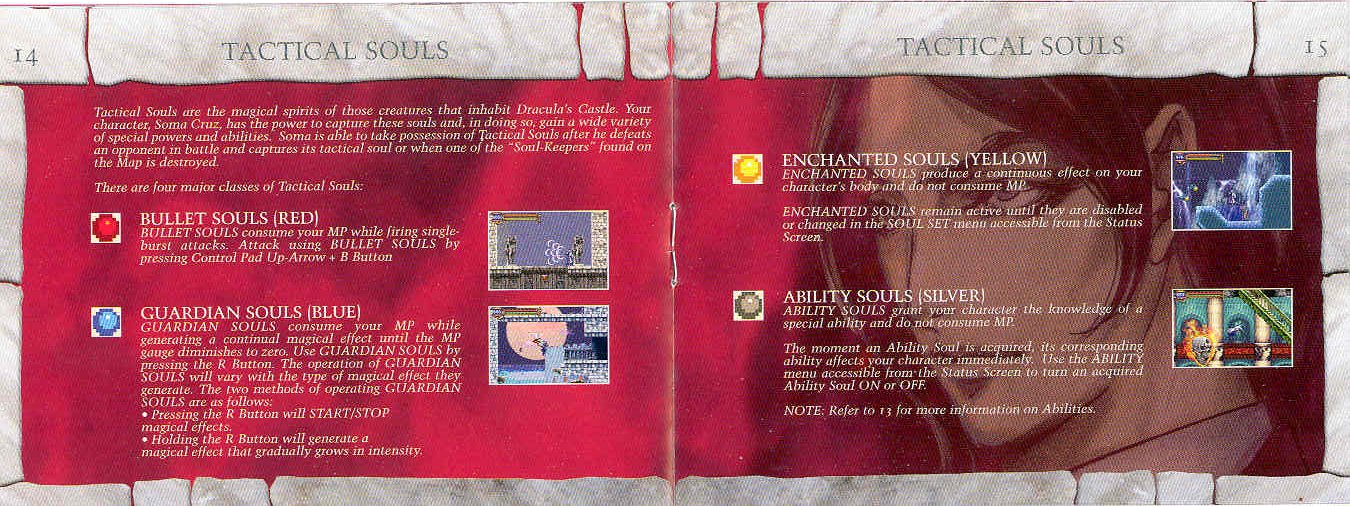 14
TACTICAL SOULS
Tactical Souls are the magical spirits of those creatures that inhabit Dracula's Castle. Your
character, Soma Cruz, has the power to capture these souls and, in doing so, gain a wide variety
of special powers and abilities. Soma is able to take possession of Tactical Souls after he defeats
an opponent in battle and captures its tactical soul or when one of the "Soul-Keepers" found on
the Map is destroyed.
There are four major classes of Tactical Souls:
BULLET SOULS (RED)
BULLET SOULS consume your MP while firing single-
burst attacks. Attack using BULLET SOULS by
pressing Control Pad Up-Arrow + B Button
GUARDIAN SOULS (BLUE)
GUARDIAN SOULS consume your MP while
generating a continual magical effect until the MP
gauge diminishes to zero. Use GUARDIAN SOULS by
pressing the R Button. The operation of GUARDIAN
SOULS will vary with the type of magical effect they
generate. The two methods of operating GUARDIAN
SOULS are as follows:
• Pressing the R Button will START/STOP
magical effects.
• Holding the R Button will generate a
magical effect that gradually grows in intensity.
TACTICAL SOULS
15
ENCHANTED SOULS (YELLOW)
ENCHANTED SOULS produce a continuous effect on your
character's body and do not consume MP.
ENCHANTED SOULS remain active until they are disabled
or changed in the SOUL SET menu accessible from the Status
Screen.
ABILITY SOULS (SILVER)
ABILITY SOULS grant your character the knowledge of a
special ability and do not consume MP.
The moment an Ability Soul is acquired, its corresponding
ability affects your character immediately. Use the ABILITY
menu accessible from the Status Screen to turn an acquired
Ability Soul ON or OFF.
NOTE: Refer to 13 for more information on Abilities.